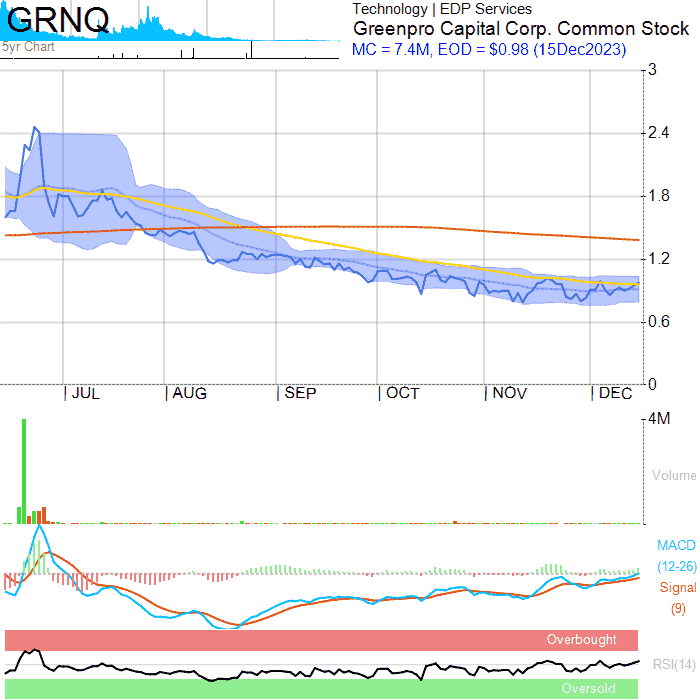 GRNQ
5yr Chart
Technology | EDP Services
Greenpro Capital Corp. Common Stock
MC = 7.4M, EOD = $0.98 (15Dec2023)
3
2.4
1.8
1.2
0.6
0
JUL
AUG
SEP
OCT
NOV
DEC
4M
Volume
MACD
(12-26)
Signal
(9)
Overbought
RSI(14)
Oversold